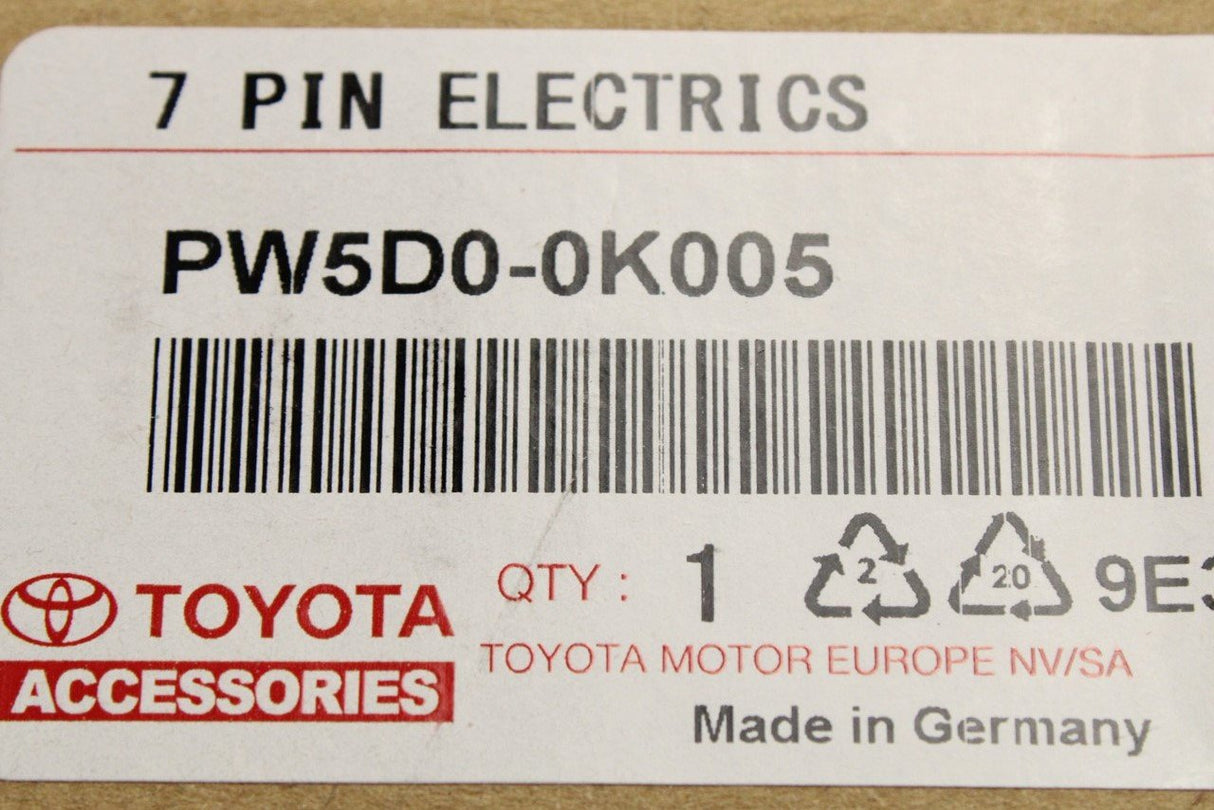 7 PIN ELECTRICS
PW5D0-0K005
QTY : 1 2 20
TOYOTA
TOYOTA MOTOR EUROPE NV/SA
ACCESSORIES
Made in Germany